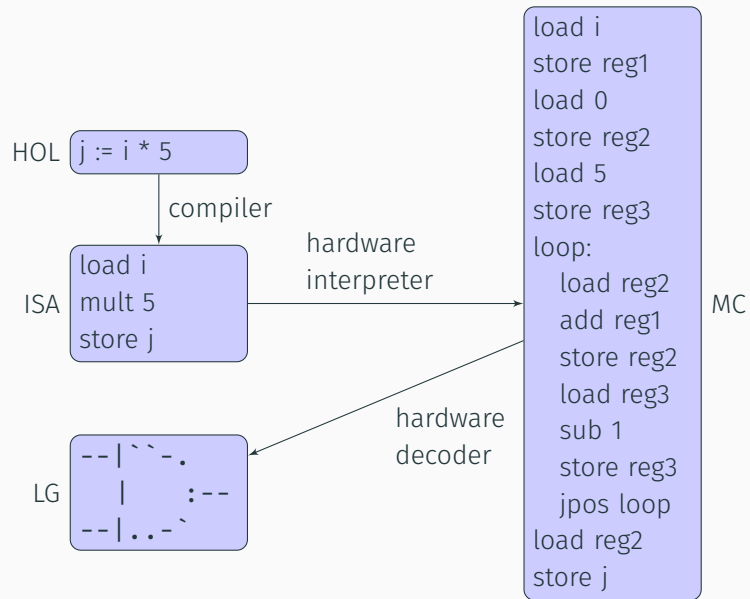 HOL
j := i * 5
compiler
ISA
load i
mult 5
store j
hardware
interpreter
load i
store reg1
load 0
store reg2
load 5
store reg3
loop:
load reg2
add reg1
store reg2
load reg3
sub 1
store reg3
jpos loop
load reg2
store j
MC
hardware
decoder
LG
--|``-.
  |   :--
--|..-`